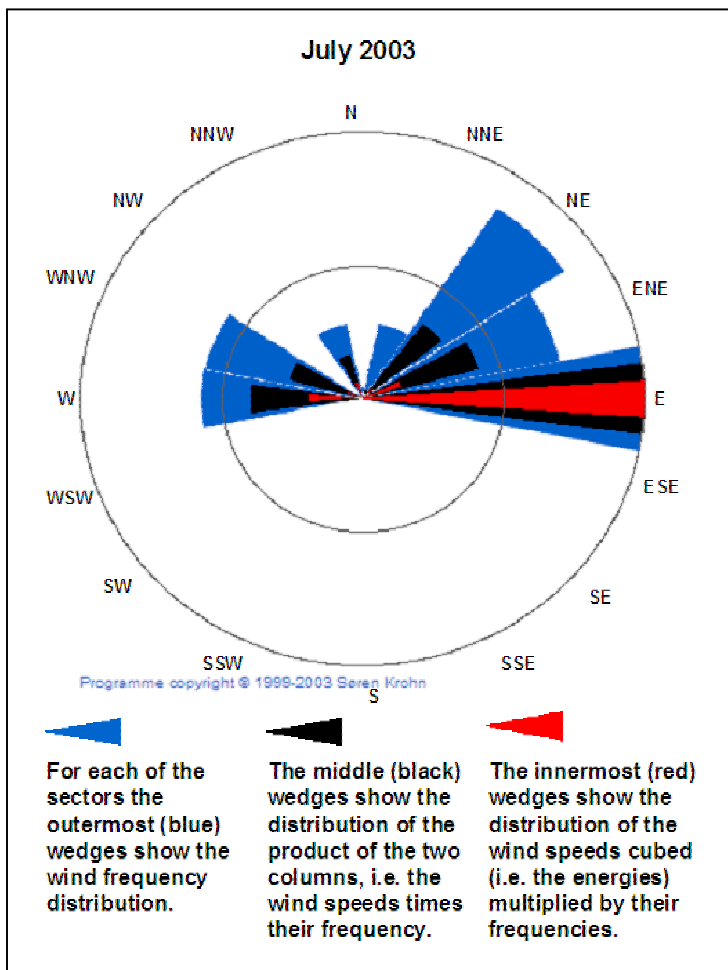 July 2003
N
NNW
NNE
NW
NE
WNW
ENE
W
E
WSW
ESE
SW
SE
SSW
SSE
S
Programme copyright © 1999-2003 Søren Krohn
For each of the
sectors the
outermost (blue)
wedges show the
wind frequency
distribution.
The middle (black)
wedges show the
distribution of the
product of the two
columns, i.e. the
wind speeds times
their frequency.
The innermost (red)
wedges show the
distribution of the
wind speeds cubed
(i.e. the energies)
multiplied by their
frequencies.